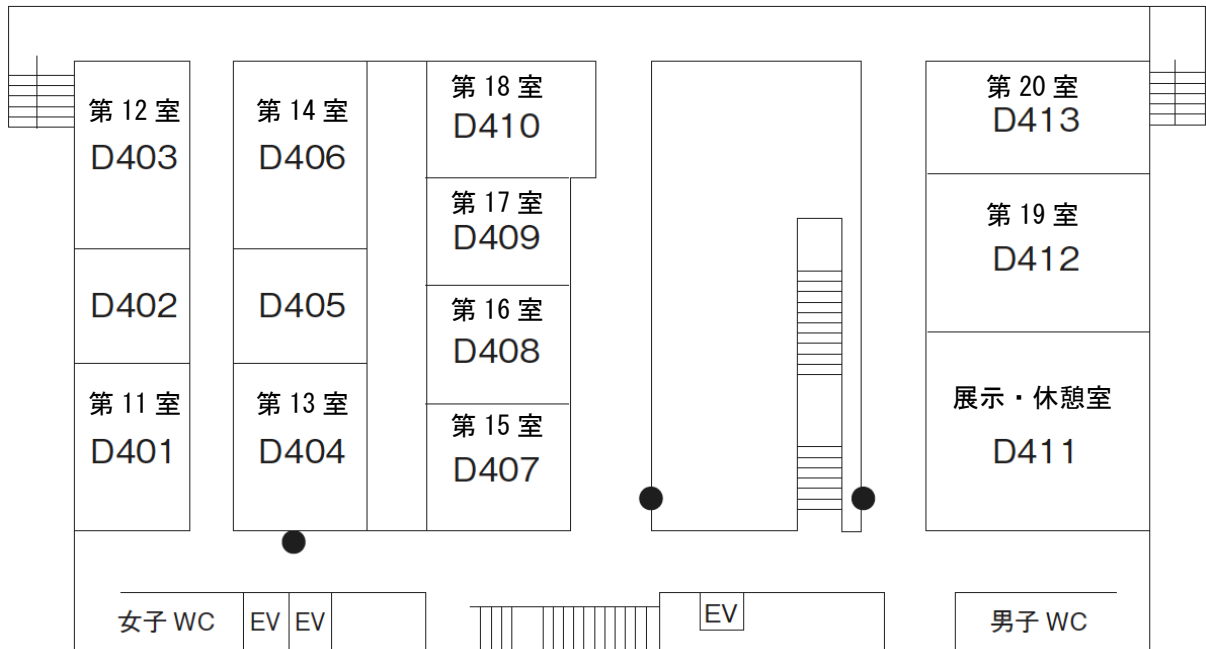 第 12 室
D403
D402
第 11 室
D401
第 14 室
D406
D405
第 13 室
D404
第 18 室
D410
第 17 室
D409
第 16 室
D408
第 15 室
D407
第 20 室
D413
第 19 室
D412
展示・休憩室
D411
女子 WC
EV
EV
EV
男子 WC